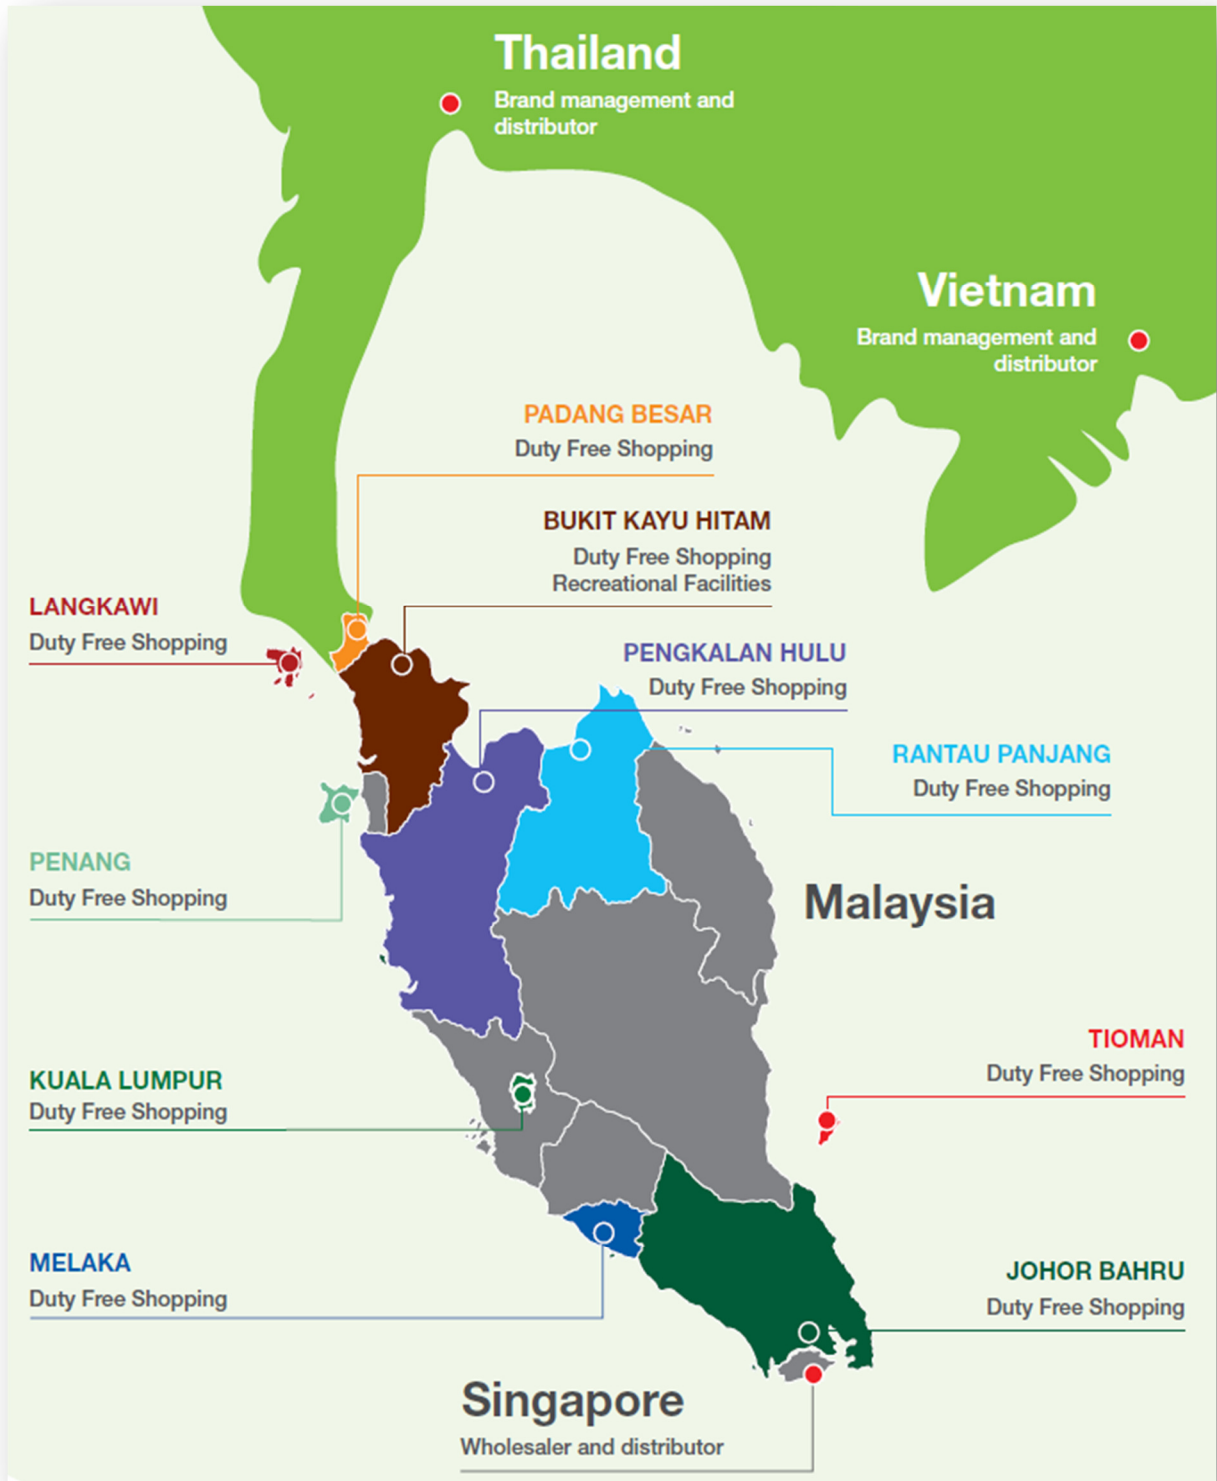 Thailand
Brand management and
distributor
Vietnam
Brand management and
distributor
PADANG BESAR
Duty Free Shopping
BUKIT KAYU HITAM
Duty Free Shopping
Recreational Facilities
LANGKAWI
Duty Free Shopping
PENGKALAN HULU
Duty Free Shopping
RANTAU PANJANG
Duty Free Shopping
PENANG
Duty Free Shopping
Malaysia
TIOMAN
Duty Free Shopping
KUALA LUMPUR
Duty Free Shopping
MELAKA
Duty Free Shopping
JOHOR BAHRU
Duty Free Shopping
Singapore
Wholesaler and distributor